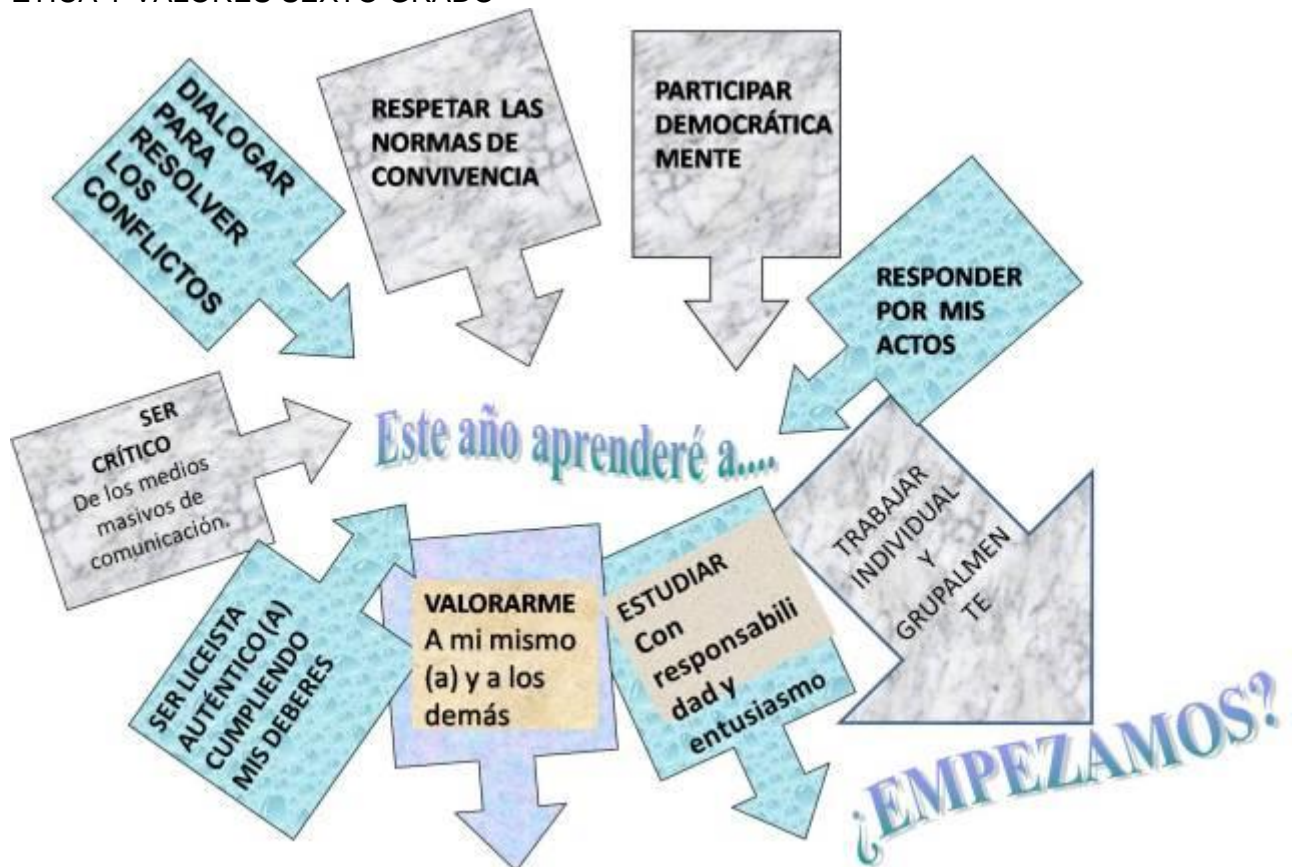 ETICA Y VALORES SEXTO GRADO
DIALOGAR
PARA
RESOLVER
LOS
CONFLICTOS
RESPETAR LAS
NORMAS DE
CONVIVENCIA
PARTICIPAR
DEMOCRÁTICA
MENTE
RESPONDER
POR MIS
ACTOS
SER
CRÍTICO
De los medios
masivos de
comunicación.
Este año aprenderé a....
TRABAJAR
INDIVIDUAL
Y
GRUPALMEN
TE
SER LICEISTA
AUTÉNTICO (A)
CUMPLIENDO
MIS DEBERES
VALORARME
A mi mismo
(a) y a los
demás
ESTUDIAR
Con
responsabili
dad y
entusiasmo
¿EMPEZAMOS?